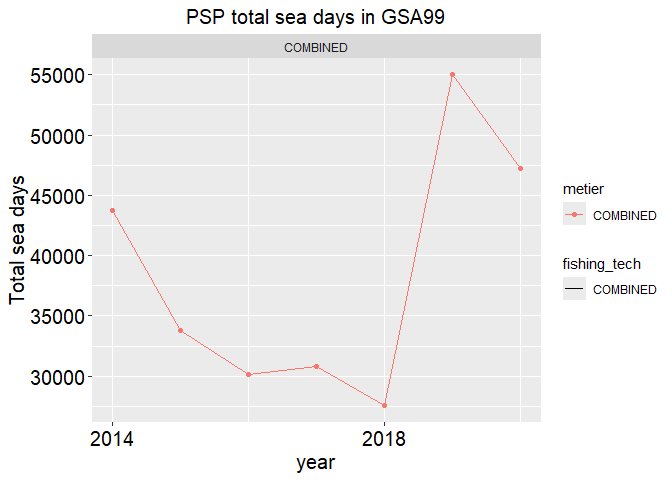 PSP total sea days in GSA99
COMBINED
55000
50000
45000
40000
35000
30000
Total sea days
2014
2018
year
metier
COMBINED
fishing_tech
COMBINED